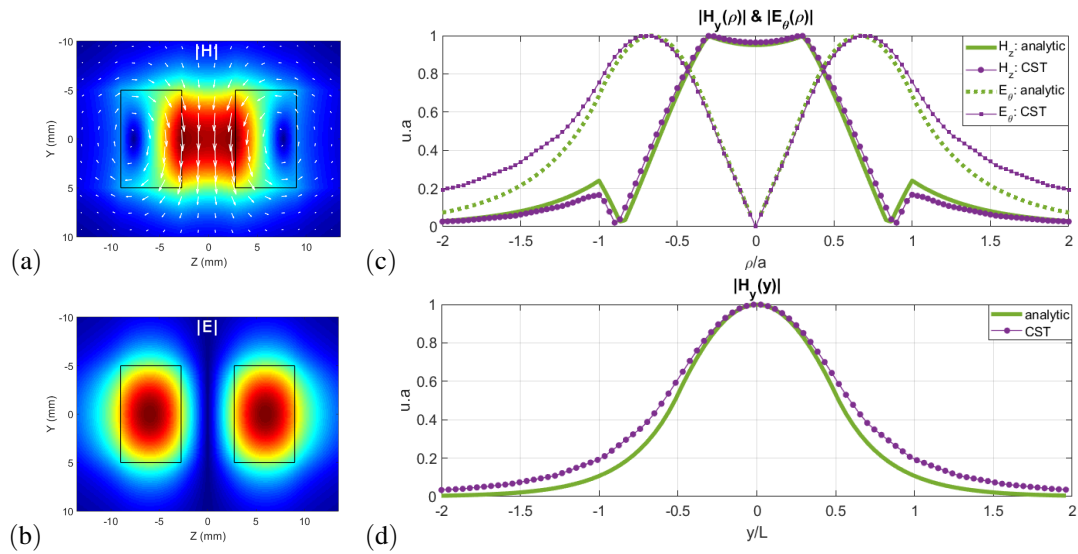 |H|
-10
-5
0
5
10
Y (mm)
-10
-5
0
5
10
Z (mm)
(a)
|H_y(ρ)| & |E_θ(ρ)|
1
0.8
0.6
0.4
0.2
0
u.a
-2
-1.5
-1
-0.5
0
0.5
1
1.5
2
ρ/a
H_z: analytic
H_z: CST
E_θ: analytic
E_θ: CST
(c)
|E|
-10
-5
0
5
10
Y (mm)
-10
-5
0
5
10
Z (mm)
(b)
|H_y(y)|
1
0.8
0.6
0.4
0.2
0
u.a
-2
-1.5
-1
-0.5
0
0.5
1
1.5
2
y/L
analytic
CST
(d)